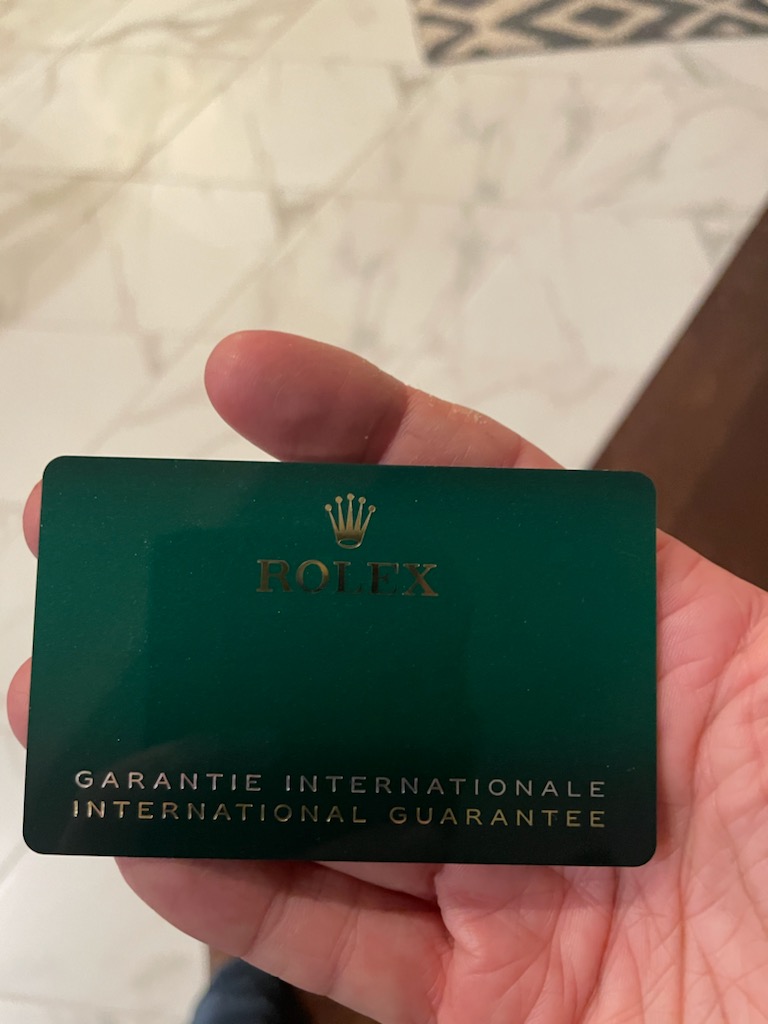 ROLEX
GARANTIE INTERNATIONALE
INTERNATIONAL GUARANTEE